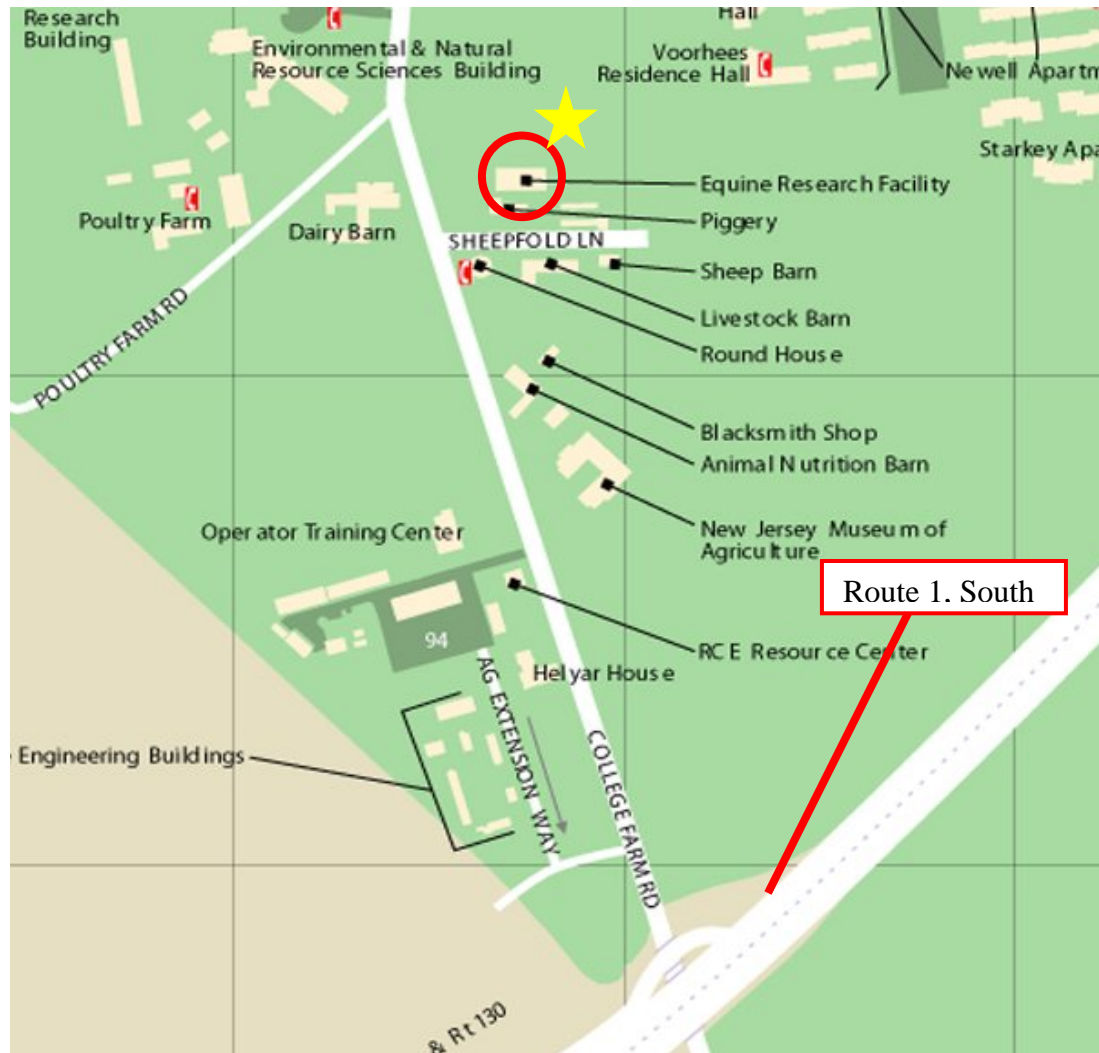 Research
Building
Environmental & Natural
Resource Sciences Building
Hall
Voorhees
Residence Hall
Newell
Starkey
Equine Research Facility
Piggery
Poultry Farm
Dairy Barn
SHEEPFOLD LN
Sheep Barn
Livestock Barn
Round House
POULTRY FARM RD
Blacksmith Shop
Animal Nutrition Barn
New Jersey Museum of
Agriculture
Operator Training Center
Route 1, South
94
RCE Resource Center
Helyar House
AG EXTENSION WAY
Engineering Buildings
COLLEGE FARM RD
& Rt 130